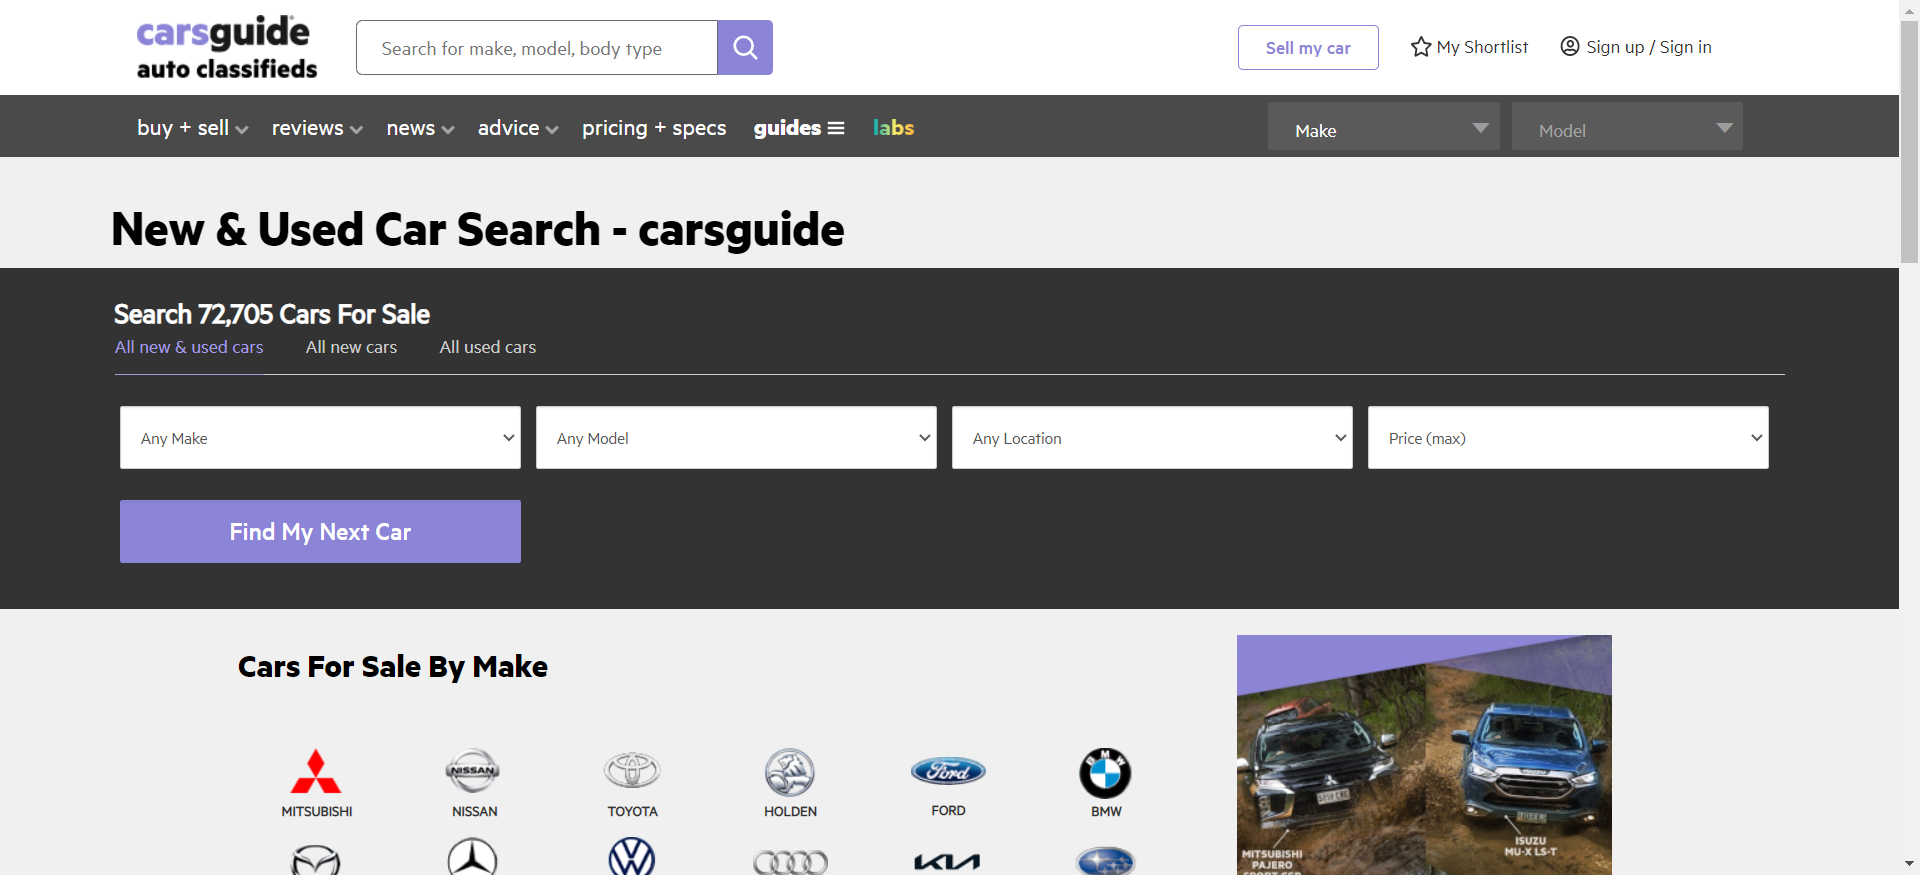 carsguide
auto classifieds
Search for make, model, body type
Sell my car
My Shortlist
Sign up / Sign in
buy + sell
reviews
news
advice
pricing + specs
guides
labs
Make
Model
New & Used Car Search - carsguide
Search 72,705 Cars For Sale
All new & used cars
All new cars
All used cars
Any Make
Any Model
Any Location
Price (max)
Find My Next Car
Cars For Sale By Make
NISSAN
Ford
BMW
MITSUBISHI
NISSAN
TOYOTA
HOLDEN
FORD
BMW
KIA
MITSUBISHI
PAJERO
ISUZU
MU-X LS-T